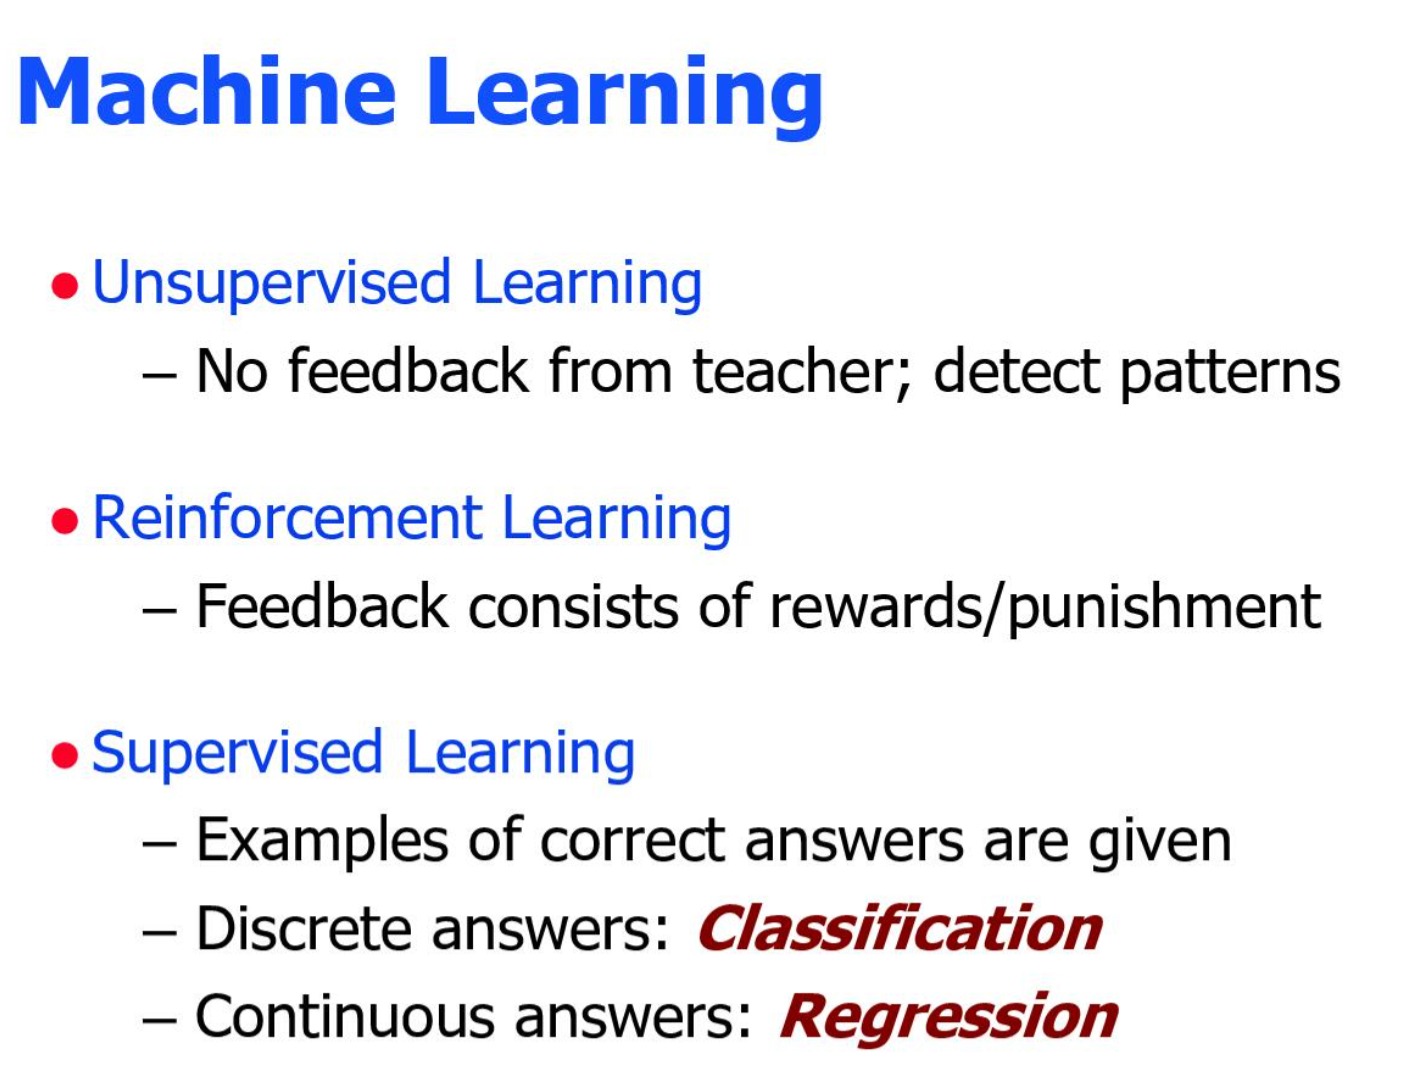 Machine Learning
● Unsupervised Learning
– No feedback from teacher; detect patterns
● Reinforcement Learning
– Feedback consists of rewards/punishment
● Supervised Learning
– Examples of correct answers are given
– Discrete answers: Classification
– Continuous answers: Regression